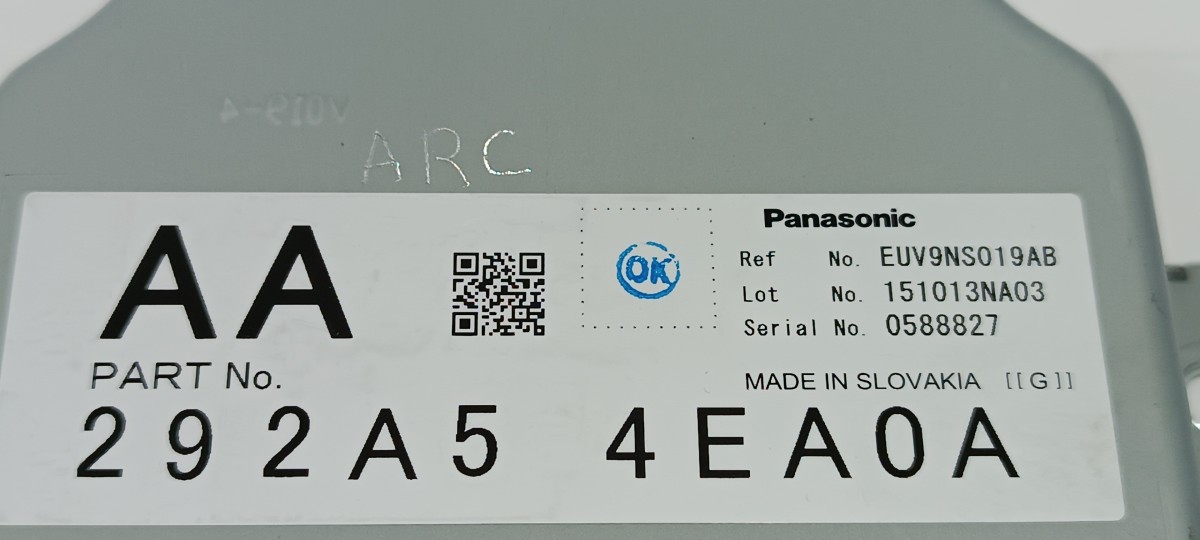 V019-4
ARC
AA
OK
Panasonic
Ref No. EUV9NS019AB
Lot No. 151013NA03
Serial No. 0588827
PART No.
MADE IN SLOVAKIA [[G]]
292A5 4EA0A